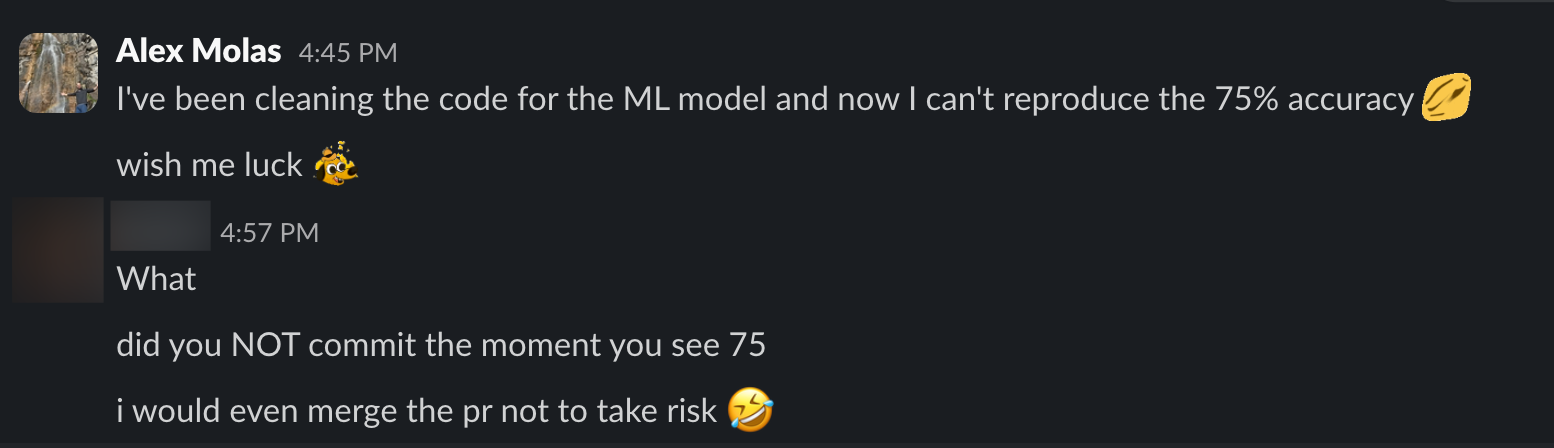 Alex Molas 4:45 PM
I've been cleaning the code for the ML model and now I can't reproduce the 75% accuracy
wish me luck
4:57 PM
What
did you NOT commit the moment you see 75
i would even merge the pr not to take risk 🤣